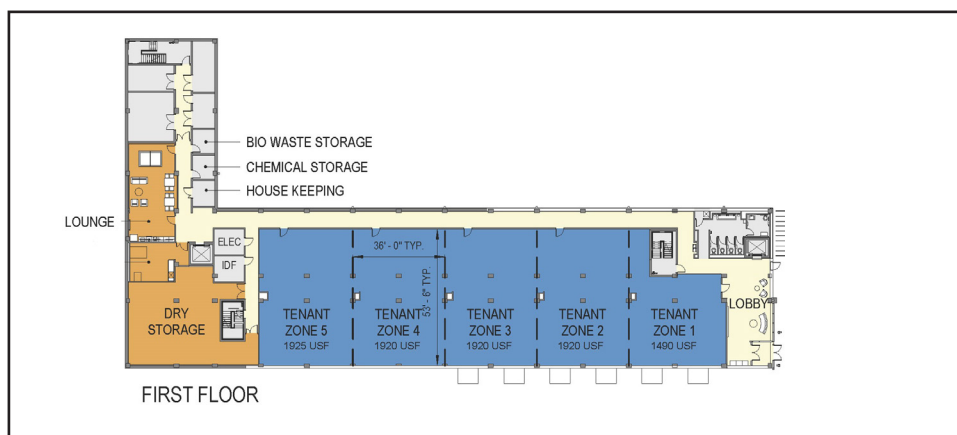 BIO WASTE STORAGE
CHEMICAL STORAGE
HOUSE KEEPING
LOUNGE
ELEC
IDF
36' - 0" TYP.
53' - 6" TYP.
DRY
STORAGE
TENANT
ZONE 5
1925 USF
TENANT
ZONE 4
1920 USF
TENANT
ZONE 3
1920 USF
TENANT
ZONE 2
1920 USF
TENANT
ZONE 1
1490 USF
LOBBY
FIRST FLOOR